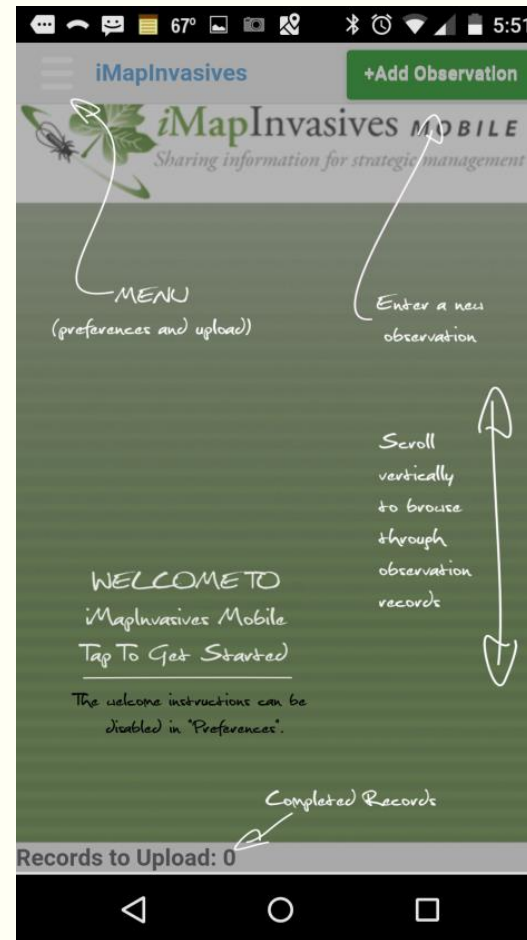 67° 5:51
iMapInvasives +Add Observation
iMapInvasives MOBILE
Sharing information for strategic management
MENU
(preferences and upload)
Enter a new
observation
Scroll
vertically
to browse
through
observation
records
WELCOME TO
iMapInvasives Mobile
Tap To Get Started
The welcome instructions can be
disabled in "Preferences".
Completed Records
Records to Upload: 0